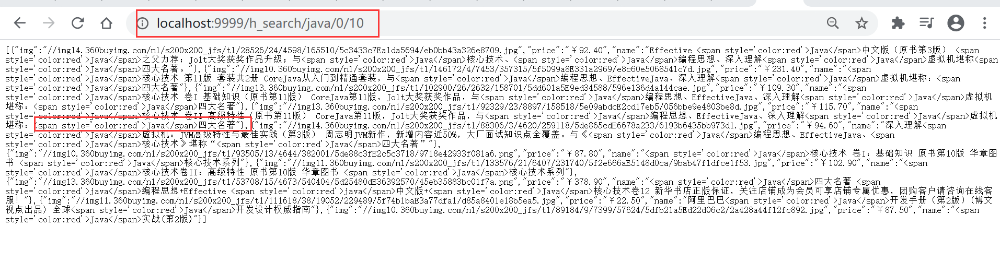 localhost:9999/h_search/java/0/10
[{"img":"//img14.360buyimg.com/n1/s200x200_jfs/t1/28526/24/4598/165510/5c3433c7Ea1da5694/eb0bb43a326e8709.jpg","price":"￥92.40","name":"Effective <span style='color:red'>Java</span>中文版（原书第3版） <span
style='color:red'>Java</span>之父力荐；Jolt大奖获奖作品升级；与<span style='color:red'>Java</span>核心技术、<span style='color:red'>Java</span>编程思想、深入理解<span style='color:red'>Java</span>虚拟机堪称<span
style='color:red'>Java</span>四大名著。"},{"img":"//img10.360buyimg.com/n1/s200x200_jfs/t1/146172/4/7453/357315/5f5099a8E331a2969/e8c60e5068541c7d.jpg","price":"￥231.40","name":"<span
style='color:red'>Java</span>核心技术 第11版 套装共2册 CoreJava从入门到精通套装，与<span style='color:red'>Java</span>编程思想、EffectiveJava、深入理解<span style='color:red'>Java</span>虚拟机堪称：<span
style='color:red'>Java</span>四大名著"},{"img":"//img13.360buyimg.com/n1/s200x200_jfs/t1/102900/26/2632/158701/5dd601a5E9ed34588/596e136d4a144cae.jpg","price":"￥109.30","name":"<span
style='color:red'>Java</span>核心技术 卷I 基础知识（原书第11版） CoreJava第11版，Jolt大奖获奖作品，与<span style='color:red'>Java</span>编程思想、EffectiveJava、深入理解<span style='color:red'>Java</span>虚拟机
堪称：<span style='color:red'>Java</span>四大名著"},{"img":"//img13.360buyimg.com/n1/s200x200_jfs/t1/92329/23/8897/158518/5e09abdcE2cd17eb5/056bbe9e4803be8d.jpg","price":"￥115.70","name":"<span
style='color:red'>Java</span>核心技术 卷II 高级特性（原书第11版） CoreJava第11版，Jolt大奖获奖作品，与<span style='color:red'>Java</span>编程思想、EffectiveJava、深入理解<span style='color:red'>Java</span>虚拟机
堪称：<span style='color:red'>Java</span>四大名著"},{"img":"//img14.360buyimg.com/n1/s200x200_jfs/t1/88306/3/4620/259118/5de865cdE6678a233/6193b6435bb973d1.jpg","price":"￥94.60","name":"深入理解<span
style='color:red'>Java</span>虚拟机：JVM高级特性与最佳实践（第3版） 周志明JVM新作，新增内容近50%，大厂面试知识点全覆盖。与《<span style='color:red'>Java</span>编程思想、EffectiveJava、<span
style='color:red'>Java</span>核心技术》堪称“<span style='color:red'>Java</span>四大名著”"},
{"img":"//img10.360buyimg.com/n1/s200x200_jfs/t1/93505/13/4644/382001/5de88c3fE2c5c3718/9718e42933f081a6.png","price":"￥87.80","name":"<span style='color:red'>Java</span>核心技术 卷I：基础知识 原书第10版 华章图
书 <span style='color:red'>Java</span>核心技术系列"},{"img":"//img11.360buyimg.com/n1/s200x200_jfs/t1/133576/21/6407/231740/5f2e666aE5148d0ca/9bab47f1dfce1f53.jpg","price":"￥102.90","name":"<span
style='color:red'>Java</span>核心技术卷II：高级特性 原书第10版 华章图书 <span style='color:red'>Java</span>核心技术系列"},
{"img":"//img13.360buyimg.com/n1/s200x200_jfs/t1/53708/15/4673/540404/5d25480dE36392570/45eb35883bc01f7a.png","price":"￥378.90","name":"<span style='color:red'>Java</span>四大名著 <span
style='color:red'>Java</span>编程思想+Effective <span style='color:red'>Java</span>中文版+<span style='color:red'>Java</span>核心技术卷12 新华书店正版保证，关注店铺成为会员可享店铺专属优惠，团购客户请咨询在线客
服！"},{"img":"//img11.360buyimg.com/n1/s200x200_jfs/t1/111618/38/19052/229489/5f74b1baE3a77dfa1/d85a8401e18b5ea5.jpg","price":"￥22.50","name":"阿里巴巴<span style='color:red'>Java</span>开发手册（第2版）(博文
视点出品) 全球<span style='color:red'>Java</span>开发设计权威指南"},{"img":"//img10.360buyimg.com/n1/s200x200_jfs/t1/89184/9/7399/57624/5dfb21a5Ed22d06c2/2a428a44f12fc892.jpg","price":"￥87.50","name":"<span
style='color:red'>Java</span>实战(第2版)"}]